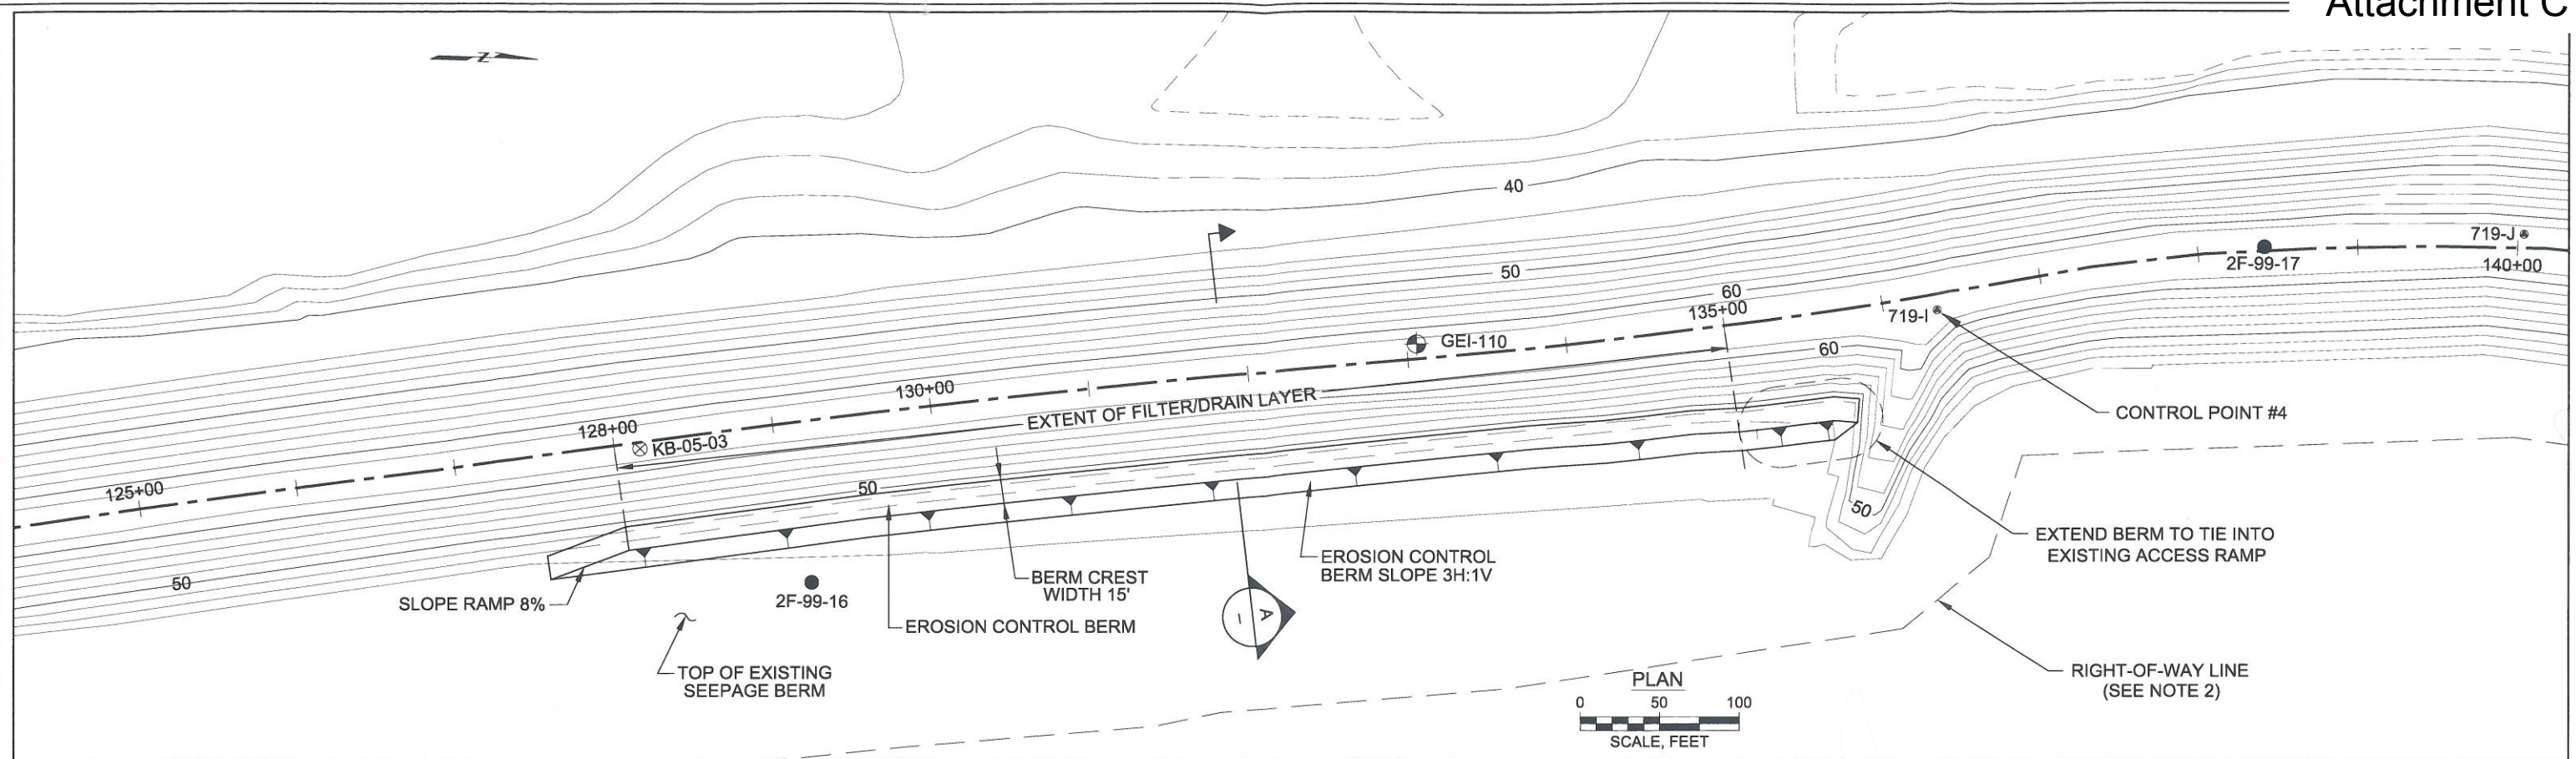 Attachment C
Z
40
50
60
135+00
719-I
719-J
2F-99-17
140+00
GEI-110
60
CONTROL POINT #4
130+00
EXTENT OF FILTER/DRAIN LAYER
128+00
KB-05-03
125+00
50
50
50
SLOPE RAMP 8%
2F-99-16
BERM CREST
WIDTH 15'
EROSION CONTROL BERM
EROSION CONTROL
BERM SLOPE 3H:1V
A
–
EXTEND BERM TO TIE INTO
EXISTING ACCESS RAMP
TOP OF EXISTING
SEEPAGE BERM
RIGHT-OF-WAY LINE
(SEE NOTE 2)
PLAN
0 50 100
SCALE, FEET